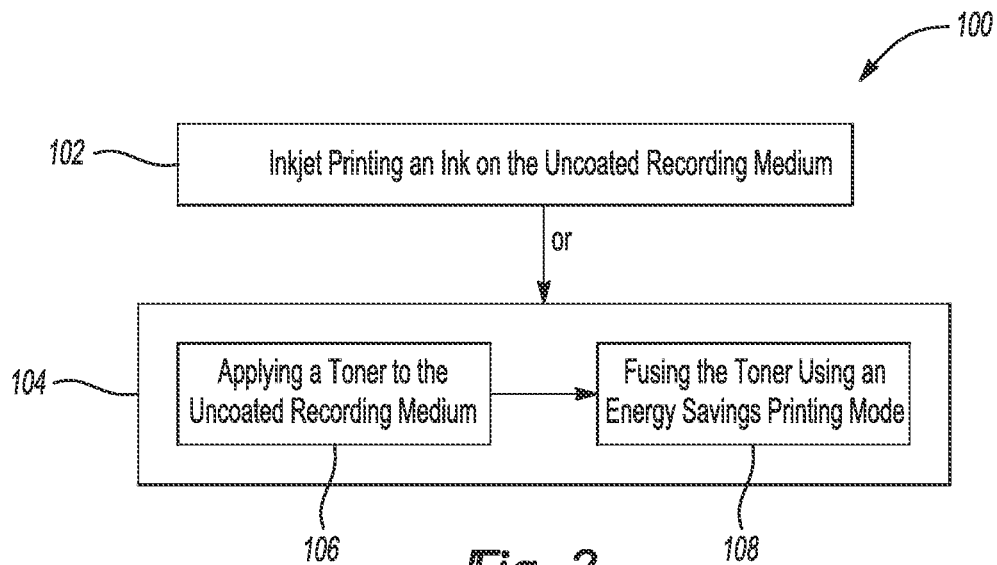 100
102
Inkjet Printing an Ink on the Uncoated Recording Medium
or
104
Applying a Toner to the
Uncoated Recording Medium
Fusing the Toner Using an
Energy Savings Printing Mode
106
108